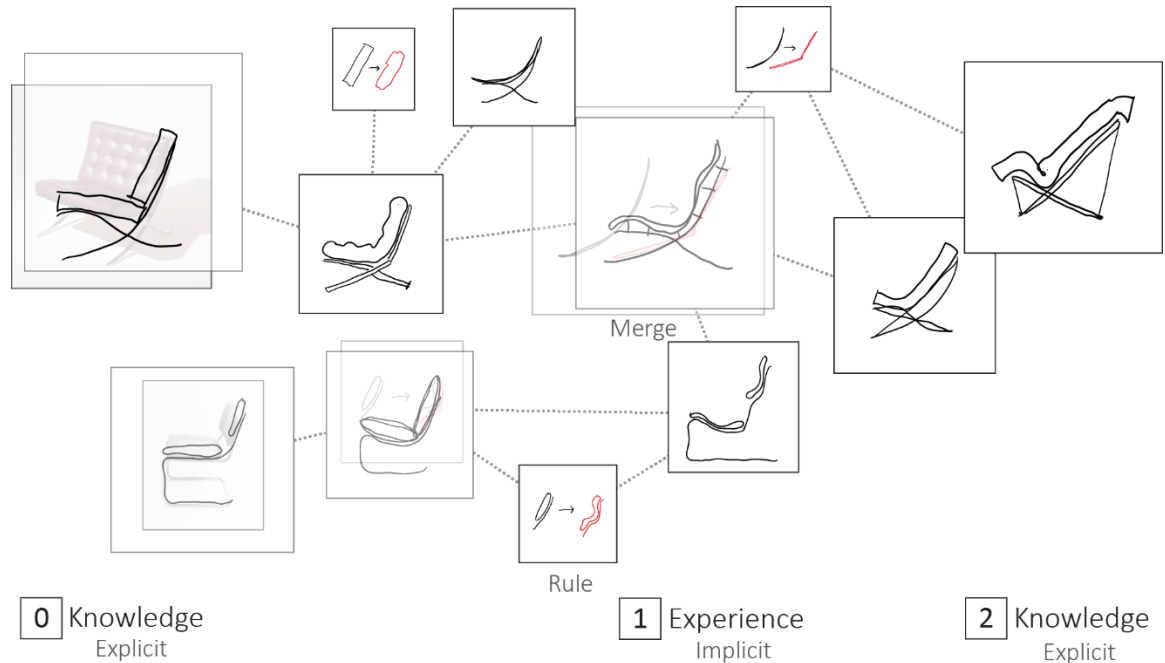 Merge
Rule
0 Knowledge
Explicit
1 Experience
Implicit
2 Knowledge
Explicit